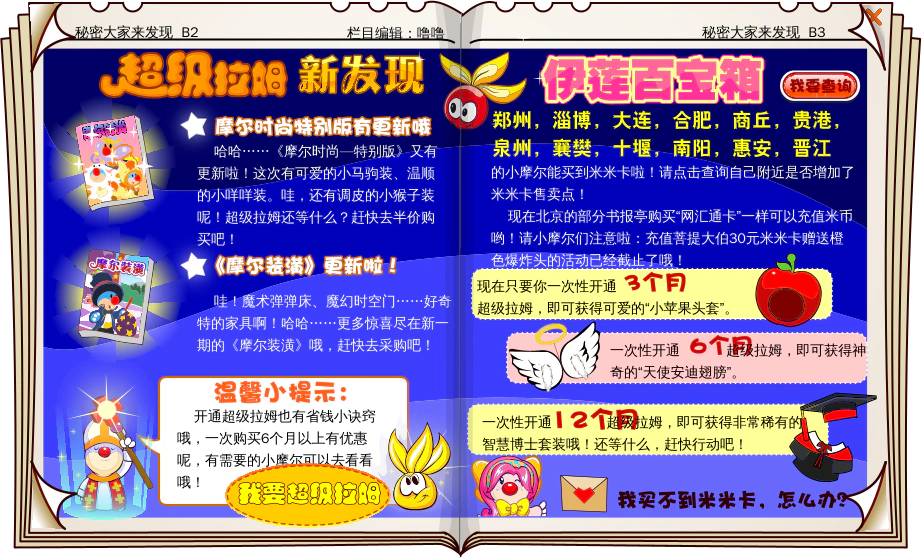 秘密大家来发现 B2
栏目编辑：噜噜
超级拉姆 新发现
摩尔时尚特别版有更新哦
哈哈……《摩尔时尚—特别版》又有
更新啦！这次有可爱的小马驹装、温顺
的小咩咩装。哇，还有调皮的小猴子装
呢！超级拉姆还等什么？赶快去半价购
买吧！
《摩尔装潢》更新啦！
摩尔装潢
哇！魔术弹弹床、魔幻时空门……好奇
特的家具啊！哈哈……更多惊喜尽在新一
期的《摩尔装潢》哦，赶快去采购吧！
温馨小提示：
开通超级拉姆也有省钱小诀窍
哦，一次购买6个月以上有优惠
呢，有需要的小摩尔可以去看看
哦！
我要超级拉姆
秘密大家来发现 B3
伊莲百宝箱
我要查询
郑州，淄博，大连，合肥，商丘，贵港，
泉州，襄樊，十堰，南阳，惠安，晋江
的小摩尔能买到米米卡啦！请点击查询自己附近是否增加了
米米卡售卖点！
现在北京的部分书报亭购买“网汇通卡”一样可以充值米币
哟！请小摩尔们注意啦：充值菩提大伯30元米米卡赠送橙
色爆炸头的活动已经截止了哦！
现在只要你一次性开通 3个月
超级拉姆，即可获得可爱的“小苹果头套”。
一次性开通 6个月 超级拉姆，即可获得神
奇的“天使安迪翅膀”。
一次性开通12个月超级拉姆，即可获得非常稀有的
智慧博士套装哦！还等什么，赶快行动吧！
我买不到米米卡，怎么办？